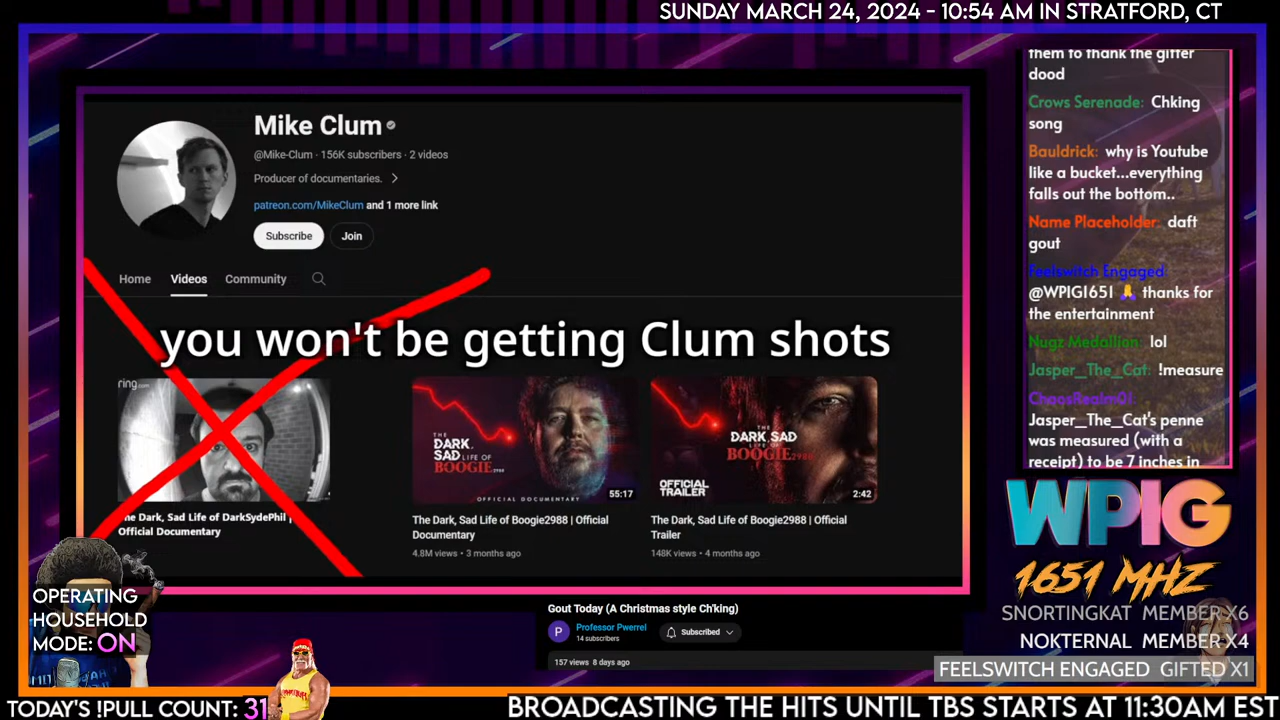 SUNDAY MARCH 24, 2024 - 10:54 AM IN STRATFORD, CT
Mike Clum
@Mike-Clum · 156K subscribers · 2 videos
Producer of documentaries.
patreon.com/MikeClum and 1 more link
Subscribe
Join
Home
Videos
Community
you won't be getting Clum shots
ring.com
The Dark, Sad Life of DarkSydePhil |
Official Documentary
THE
DARK, SAD
LIFE OF
BOOGIE2988
OFFICIAL DOCUMENTARY
55:17
The Dark, Sad Life of Boogie2988 | Official
Documentary
4.8M views • 3 months ago
THE
DARK, SAD
LIFE OF
BOOGIE2988
OFFICIAL
TRAILER
2:42
The Dark, Sad Life of Boogie2988 | Official
Trailer
148K views • 4 months ago
them to thank the gifter
dood
Crows Serenade: Chking
song
Bauldrick: why is Youtube
like a bucket...everything
falls out the bottom..
Name Placeholder: daft
gout
Feelswitch Engaged:
@WPIG1651 🙏 thanks for
the entertainment
Nugz Medallion: lol
Jasper_The_Cat: !measure
ChaosRealm01:
Jasper_The_Cat's penne
was measured (with a
receipt) to be 7 inches in
WPIG
1651 MHZ
SNORTINGKAT MEMBER X6
NOKTERNAL MEMBER X4
FEELSWITCH ENGAGED GIFTED X1
OPERATING
HOUSEHOLD
MODE: ON
Gout Today (A Christmas style Ch'king)
P
Professor Pwerrel
14 subscribers
Subscribed
157 views 8 days ago
TODAY'S !PULL COUNT: 31
BROADCASTING THE HITS UNTIL TBS STARTS AT 11:30AM EST